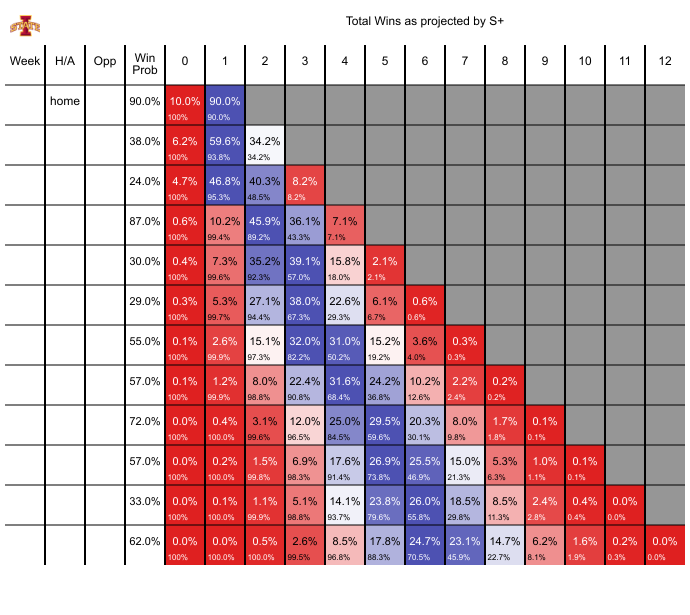 Total Wins as projected by S+
STATE
Week H/A Opp Win Prob 0 1 2 3 4 5 6 7 8 9 10 11 12
home 90.0% 10.0% 90.0%
100% 90.0%
38.0% 6.2% 59.6% 34.2%
100% 93.8% 34.2%
24.0% 4.7% 46.8% 40.3% 8.2%
100% 95.3% 48.5% 8.2%
87.0% 0.6% 10.2% 45.9% 36.1% 7.1%
100% 99.4% 89.2% 43.3% 7.1%
30.0% 0.4% 7.3% 35.2% 39.1% 15.8% 2.1%
100% 99.6% 92.3% 57.0% 18.0% 2.1%
29.0% 0.3% 5.3% 27.1% 38.0% 22.6% 6.1% 0.6%
100% 99.7% 94.4% 67.3% 29.3% 6.7% 0.6%
55.0% 0.1% 2.6% 15.1% 32.0% 31.0% 15.2% 3.6% 0.3%
100% 99.9% 97.3% 82.2% 50.2% 19.2% 4.0% 0.3%
57.0% 0.1% 1.2% 8.0% 22.4% 31.6% 24.2% 10.2% 2.2% 0.2%
100% 99.9% 98.8% 90.8% 68.4% 36.8% 12.6% 2.4% 0.2%
72.0% 0.0% 0.4% 3.1% 12.0% 25.0% 29.5% 20.3% 8.0% 1.7% 0.1%
100% 100.0% 99.6% 96.5% 84.5% 59.6% 30.1% 9.8% 1.8% 0.1%
57.0% 0.0% 0.2% 1.5% 6.9% 17.6% 26.9% 25.5% 15.0% 5.3% 1.0% 0.1%
100% 100.0% 99.8% 98.3% 91.4% 73.8% 46.9% 21.3% 6.3% 1.1% 0.1%
33.0% 0.0% 0.1% 1.1% 5.1% 14.1% 23.8% 26.0% 18.5% 8.5% 2.4% 0.4% 0.0%
100% 100.0% 99.9% 98.8% 93.7% 79.6% 55.8% 29.8% 11.3% 2.8% 0.4% 0.0%
62.0% 0.0% 0.0% 0.5% 2.6% 8.5% 17.8% 24.7% 23.1% 14.7% 6.2% 1.6% 0.2% 0.0%
100% 100.0% 100.0% 99.5% 96.8% 88.3% 70.5% 45.9% 22.7% 8.1% 1.9% 0.3% 0.0%